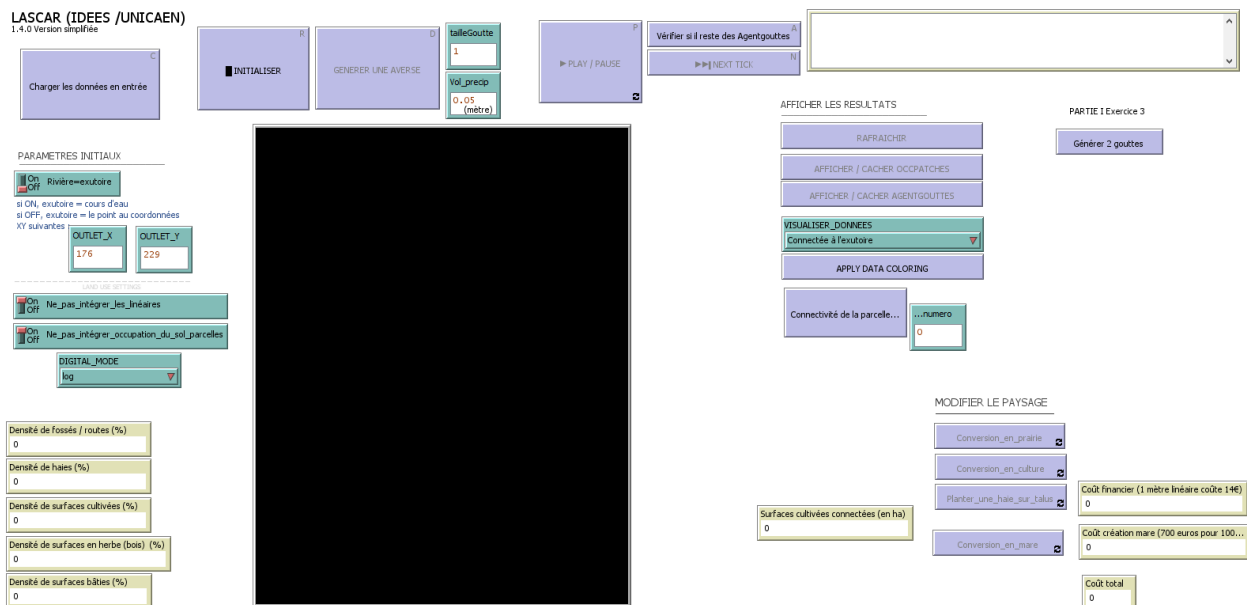 LASCAR (IDEES /UNICAEN)
1.4.0 Version simplifiée
C
Charger les données en entrée
R
INITIALISER
D
GENERER UNE AVERSE
tailleGoutte
1
Vol_precip
0.05
(mètre)
P
PLAY / PAUSE
A
Vérifier si il reste des Agentgouttes
N
NEXT TICK
PARAMETRES INITIAUX
On
Off
Rivière=exutoire
si ON, exutoire = cours d'eau
si OFF, exutoire = le point au coordonnées
XY suivantes
OUTLET_X
176
OUTLET_Y
229
LAND USE SETTINGS
On
Off
Ne_pas_intégrer_les_linéaires
On
Off
Ne_pas_intégrer_occupation_du_sol_parcelles
DIGITAL_MODE
log
Densité de fossés / routes (%)
0
Densité de haies (%)
0
Densité de surfaces cultivées (%)
0
Densité de surfaces en herbe (bois) (%)
0
Densité de surfaces bâties (%)
0
AFFICHER LES RESULTATS
RAFRAICHIR
AFFICHER / CACHER OCCPATCHES
AFFICHER / CACHER AGENTGOUTTES
VISUALISER_DONNEES
Connectée à l'exutoire
APPLY DATA COLORING
Connectivité de la parcelle...
...numero
0
PARTIE I Exercice 3
Générer 2 gouttes
MODIFIER LE PAYSAGE
Conversion_en_prairie
Conversion_en_culture
Planter_une_haie_sur_talus
Conversion_en_mare
Surfaces cultivées connectées (en ha)
0
Coût financier (1 mètre linéaire coûte 14€)
0
Coût création mare (700 euros pour 100...
0
Coût total
0